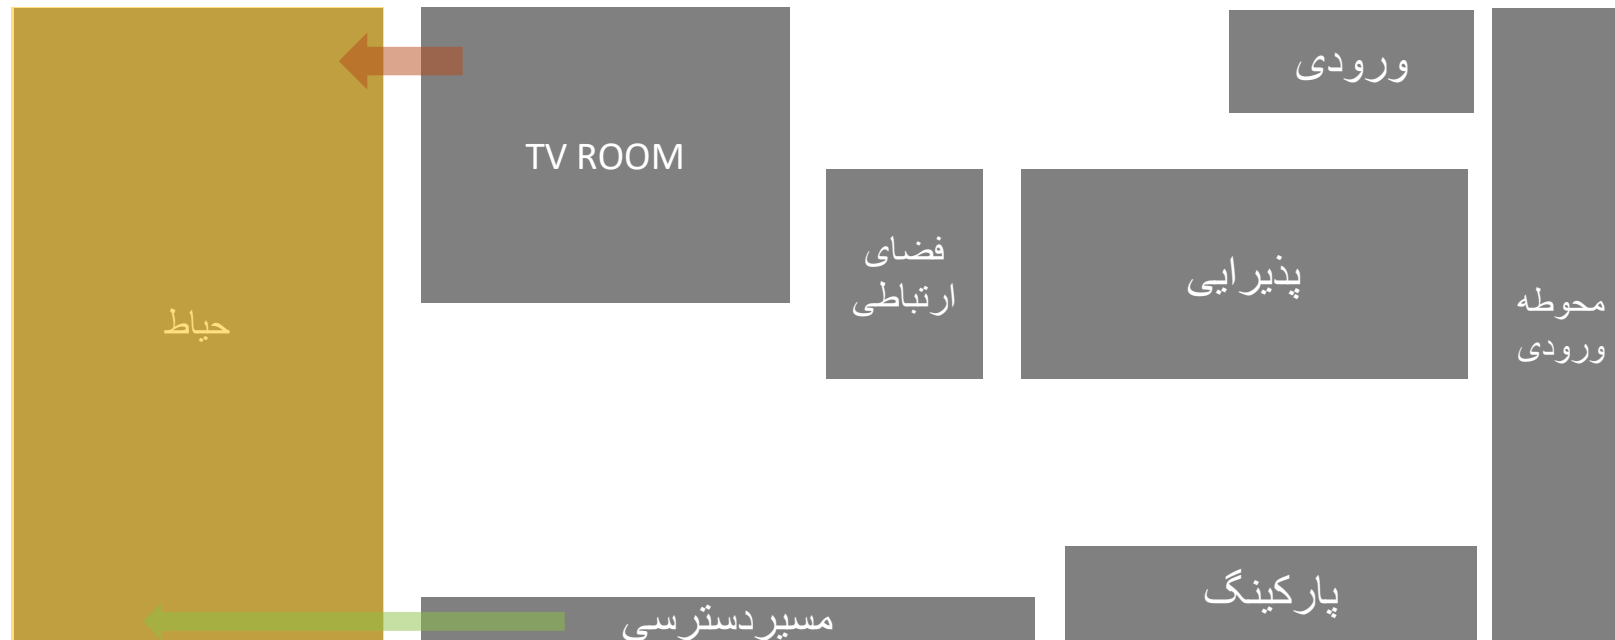 ورودی
TV ROOM
فضای
ارتباطی
پذیرایی
محوطه
ورودی
حیاط
پارکینگ
مسیردسترسی